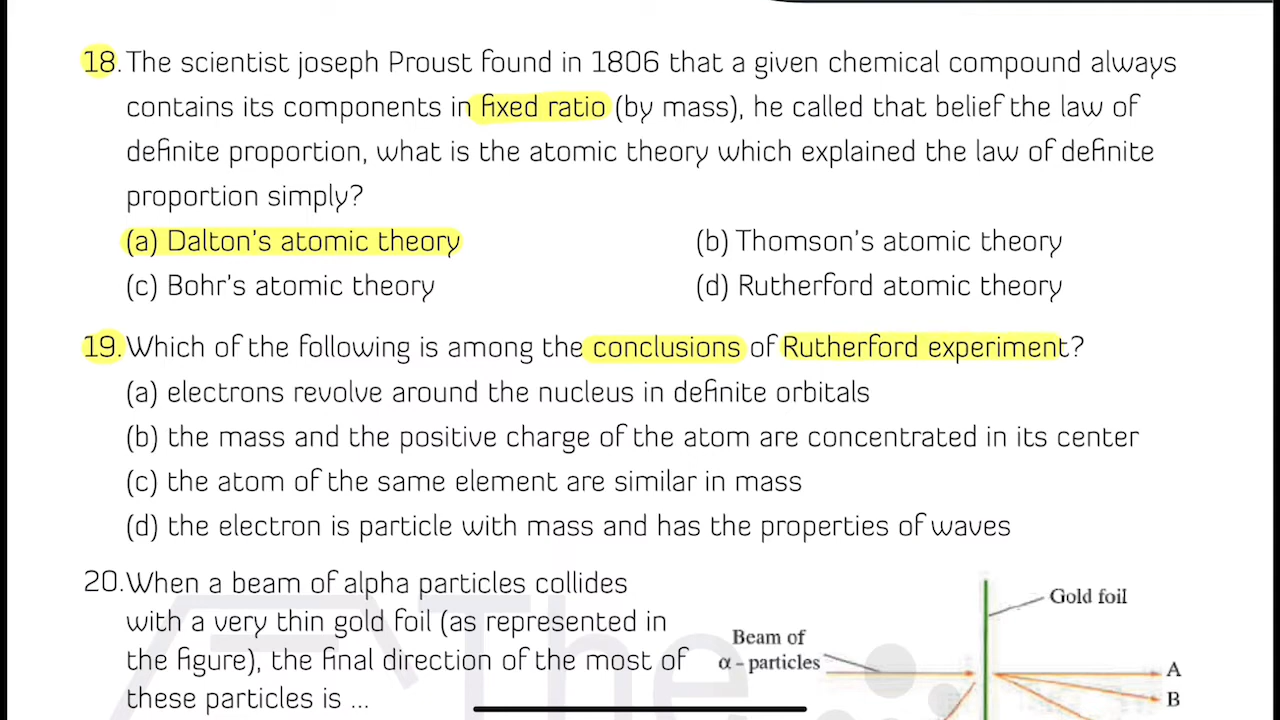 18. The scientist joseph Proust found in 1806 that a given chemical compound always
contains its components in fixed ratio (by mass), he called that belief the law of
definite proportion, what is the atomic theory which explained the law of definite
proportion simply?
(a) Dalton's atomic theory (b) Thomson's atomic theory
(c) Bohr's atomic theory (d) Rutherford atomic theory
19. Which of the following is among the conclusions of Rutherford experiment?
(a) electrons revolve around the nucleus in definite orbitals
(b) the mass and the positive charge of the atom are concentrated in its center
(c) the atom of the same element are similar in mass
(d) the electron is particle with mass and has the properties of waves
20. When a beam of alpha particles collides
with a very thin gold foil (as represented in
the figure), the final direction of the most of
these particles is ...
Gold foil
Beam of
α - particles
A
B
The